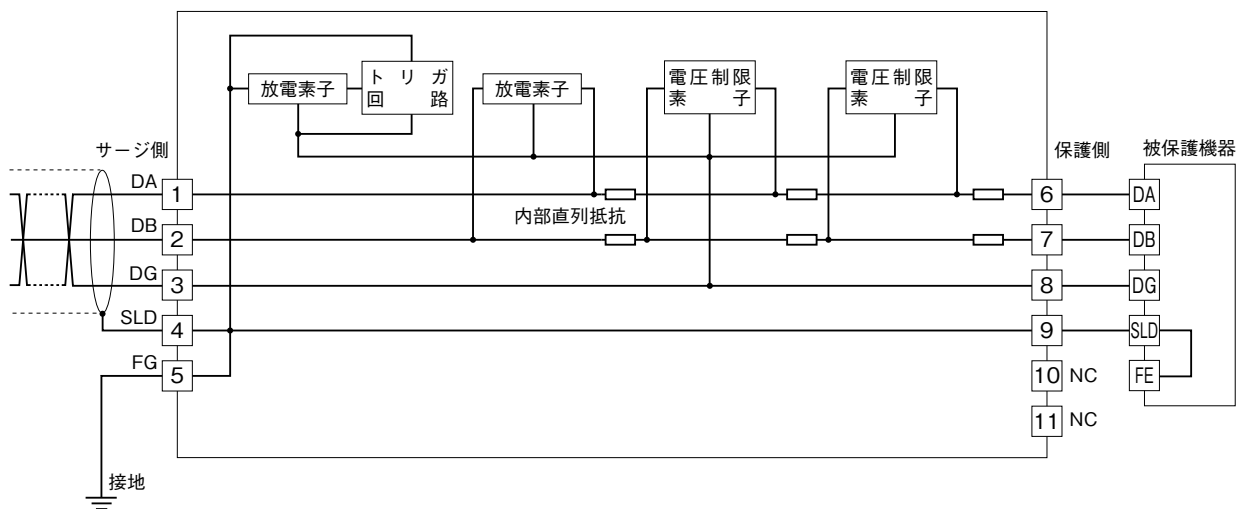 放電素子
トリガ
回路
放電素子
電圧制限
素子
電圧制限
素子
サージ側
保護側
被保護機器
DA
1
6
DA
内部直列抵抗
DB
2
7
DB
DG
3
8
DG
SLD
4
9
SLD
FG
5
10
NC
FE
11
NC
接地